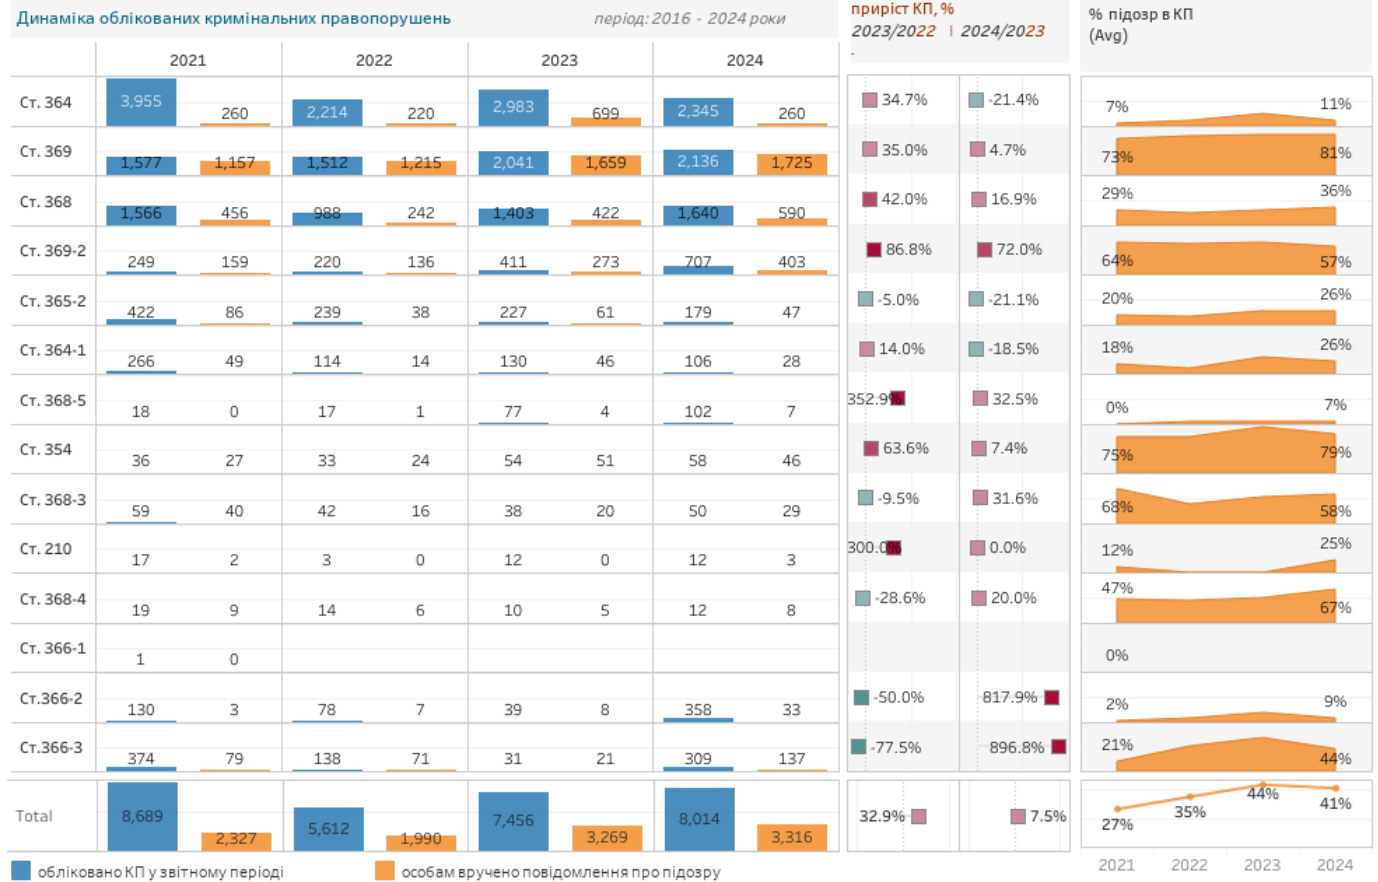 Динаміка облікованих кримінальних правопорушень період: 2016 - 2024 роки
приріст КП, %
2023/2022 | 2024/2023
% підозр в КП
(Avg)
2021 2022 2023 2024
Ст. 364 3,955 260 2,214 220 2,983 699 2,345 260 34.7% -21.4% 7% 11%
Ст. 369 1,577 1,157 1,512 1,215 2,041 1,659 2,136 1,725 35.0% 4.7% 73% 81%
Ст. 368 1,566 456 988 242 1,403 422 1,640 590 42.0% 16.9% 29% 36%
Ст. 369-2 249 159 220 136 411 273 707 403 86.8% 72.0% 64% 57%
Ст. 365-2 422 86 239 38 227 61 179 47 -5.0% -21.1% 20% 26%
Ст. 364-1 266 49 114 14 130 46 106 28 14.0% -18.5% 18% 26%
Ст. 368-5 18 0 17 1 77 4 102 7 352.9% 32.5% 0% 7%
Ст. 354 36 27 33 24 54 51 58 46 63.6% 7.4% 75% 79%
Ст. 368-3 59 40 42 16 38 20 50 29 -9.5% 31.6% 68% 58%
Ст. 210 17 2 3 0 12 0 12 3 300.0% 0.0% 12% 25%
Ст. 368-4 19 9 14 6 10 5 12 8 -28.6% 20.0% 47% 67%
Ст. 366-1 1 0 0%
Ст.366-2 130 3 78 7 39 8 358 33 -50.0% 817.9% 2% 9%
Ст.366-3 374 79 138 71 31 21 309 137 -77.5% 896.8% 21% 44%
Total 8,689 2,327 5,612 1,990 7,456 3,269 8,014 3,316 32.9% 7.5% 27% 35% 44% 41%
2021 2022 2023 2024
обліковано КП у звітному періоді особам вручено повідомлення про підозру